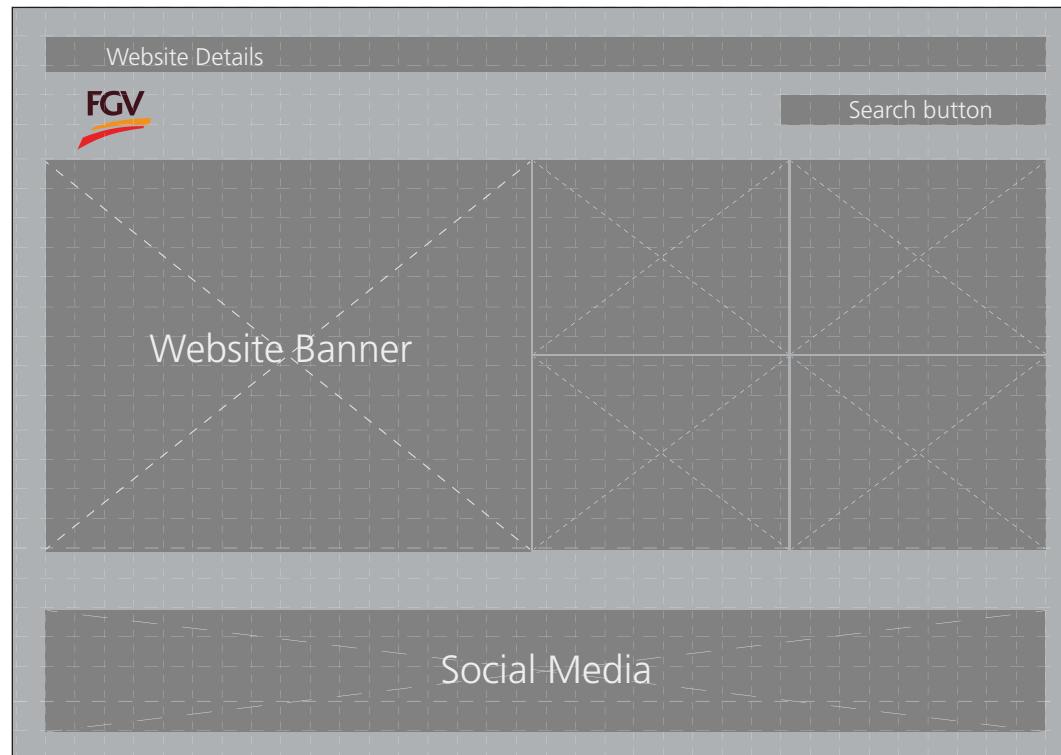 Website Details
FGV
Search button
Website Banner
Social Media